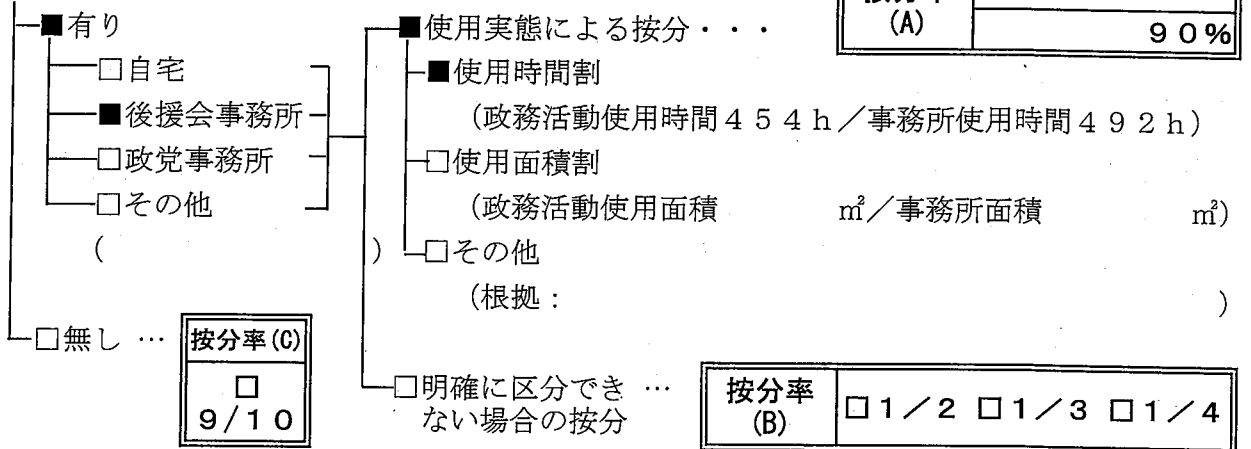 ■有り
■使用実態による按分・・・
(A)
90%
□自宅
■使用時間割
■後援会事務所
(政務活動使用時間454h/事務所使用時間492h)
□政党事務所
□使用面積割
□その他
(政務活動使用面積 ㎡/事務所面積 ㎡)
( )
□その他
(根拠: )
□無し …
按分率(C)
□
9/10
□明確に区分でき …
ない場合の按分
按分率
(B)
□1/2 □1/3 □1/4